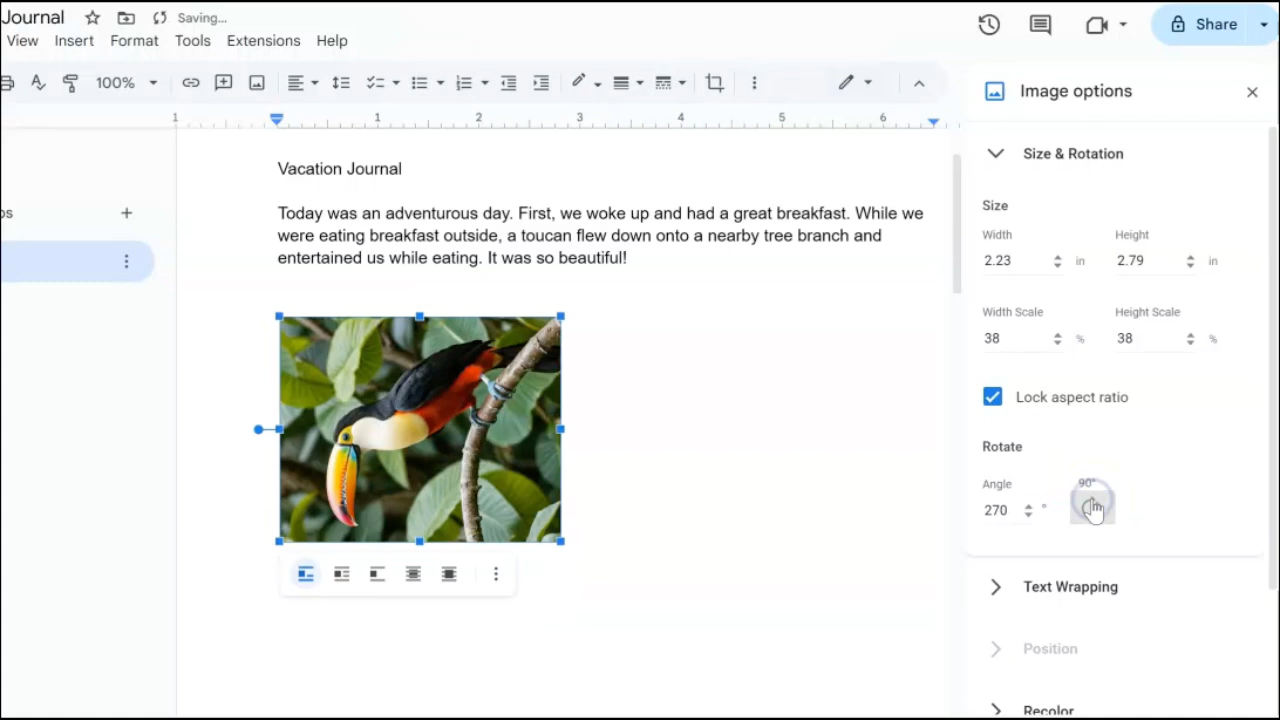 Journal Saving...
View Insert Format Tools Extensions Help
Share
100%
Image options
1 1 2 3 4 5 6
Size & Rotation
Vacation Journal
Today was an adventurous day. First, we woke up and had a great breakfast. While we
were eating breakfast outside, a toucan flew down onto a nearby tree branch and
entertained us while eating. It was so beautiful!
Size
Width Height
2.23 in 2.79 in
Width Scale Height Scale
38 % 38 %
Lock aspect ratio
Rotate
Angle 90°
270 °
Text Wrapping
Position
Recolor